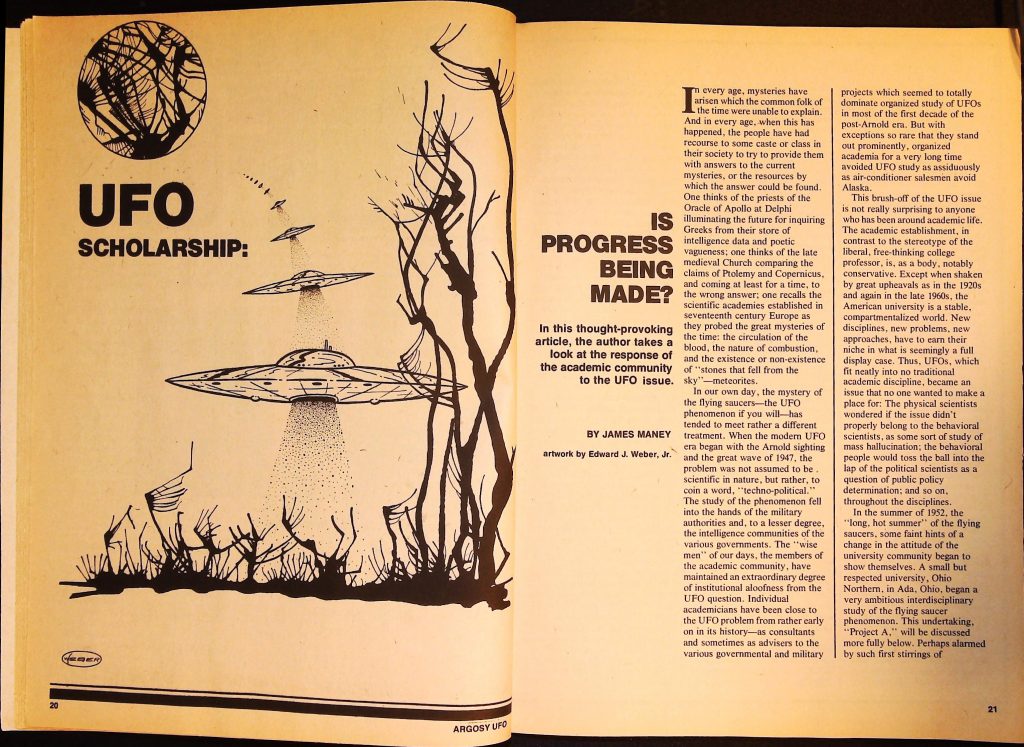 UFO
SCHOLARSHIP:
WEBER
20
ARGOSY UFO
IS
PROGRESS
BEING
MADE?
In this thought-provoking
article, the author takes a
look at the response of
the academic community
to the UFO issue.
BY JAMES MANEY
artwork by Edward J. Weber, Jr.
In every age, mysteries have
arisen which the common folk of
the time were unable to explain.
And in every age, when this has
happened, the people have had
recourse to some caste or class in
their society to try to provide them
with answers to the current
mysteries, or the resources by
which the answer could be found.
One thinks of the priests of the
Oracle of Apollo at Delphi
illuminating the future for inquiring
Greeks from their store of
intelligence data and poetic
vagueness; one thinks of the late
medieval Church comparing the
claims of Ptolemy and Copernicus,
and coming at least for a time, to
the wrong answer; one recalls the
scientific academies established in
seventeenth century Europe as
they probed the great mysteries of
the time: the circulation of the
blood, the nature of combustion,
and the existence or non-existence
of "stones that fell from the
sky"—meteorites.
In our own day, the mystery of
the flying saucers—the UFO
phenomenon if you will—has
tended to meet rather a different
treatment. When the modern UFO
era began with the Arnold sighting
and the great wave of 1947, the
problem was not assumed to be
scientific in nature, but rather, to
coin a word, "techno-political."
The study of the phenomenon fell
into the hands of the military
authorities and, to a lesser degree,
the intelligence communities of the
various governments. The "wise
men" of our days, the members of
the academic community, have
maintained an extraordinary degree
of institutional aloofness from the
UFO question. Individual
academicians have been close to
the UFO problem from rather early
on in its history—as consultants
and sometimes as advisers to the
various governmental and military
projects which seemed to totally
dominate organized study of UFOs
in most of the first decade of the
post-Arnold era. But with
exceptions so rare that they stand
out prominently, organized
academia for a very long time
avoided UFO study as assiduously
as air-conditioner salesmen avoid
Alaska.
This brush-off of the UFO issue
is not really surprising to anyone
who has been around academic life.
The academic establishment, in
contrast to the stereotype of the
liberal, free-thinking college
professor, is, as a body, notably
conservative. Except when shaken
by great upheavals as in the 1920s
and again in the late 1960s, the
American university is a stable,
compartmentalized world. New
disciplines, new problems, new
approaches, have to earn their
niche in what is seemingly a full
display case. Thus, UFOs, which
fit neatly into no traditional
academic discipline, became an
issue that no one wanted to make a
place for: The physical scientists
wondered if the issue didn't
properly belong to the behavioral
scientists, as some sort of study of
mass hallucination; the behavioral
people would toss the ball into the
lap of the political scientists as a
question of public policy
determination; and so on,
throughout the disciplines.
In the summer of 1952, the
"long, hot summer" of the flying
saucers, some faint hints of a
change in the attitude of the
university community began to
show themselves. A small but
respected university, Ohio
Northern, in Ada, Ohio, began a
very ambitious interdisciplinary
study of the flying saucer
phenomenon. This undertaking,
"Project A," will be discussed
more fully below. Perhaps alarmed
by such first stirrings of
21